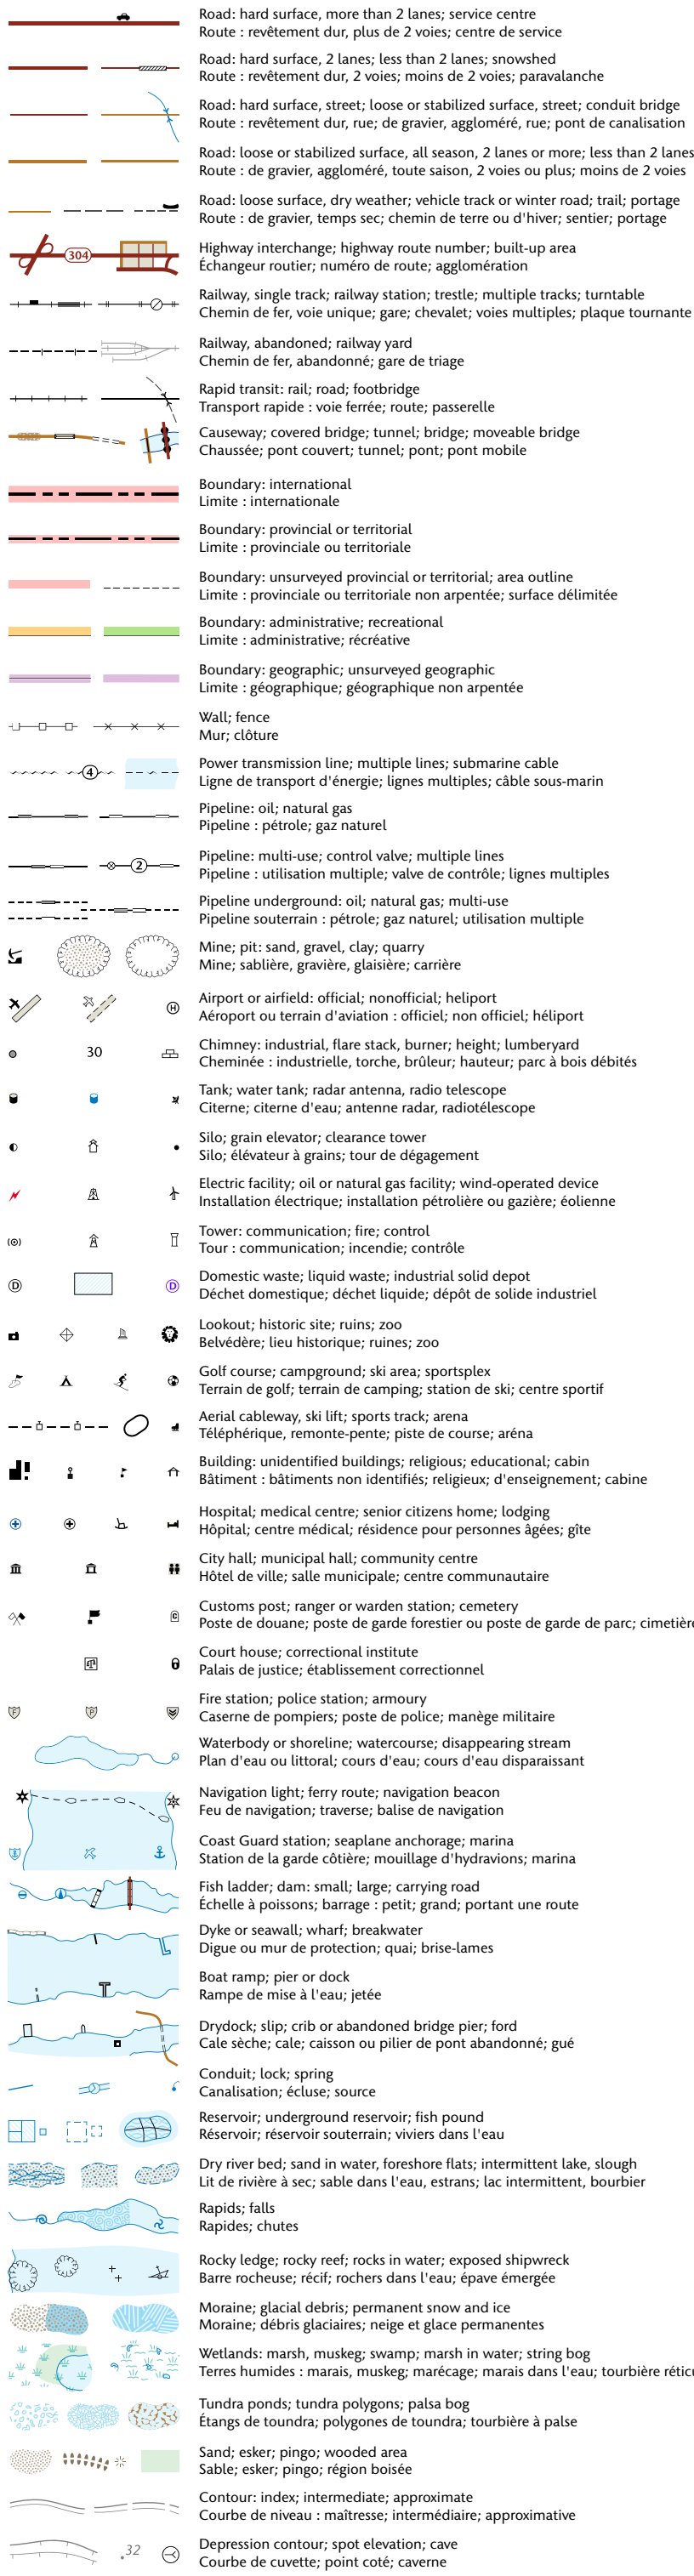 Road: hard surface, more than 2 lanes; service centre
Route : revêtement dur, plus de 2 voies; centre de service
Road: hard surface, 2 lanes; less than 2 lanes; snowshed
Route : revêtement dur, 2 voies; moins de 2 voies; paravalanche
Road: hard surface, street; loose or stabilized surface, street; conduit bridge
Route : revêtement dur, rue; de gravier, aggloméré, rue; pont de canalisation
Road: loose or stabilized surface, all season, 2 lanes or more; less than 2 lanes
Route : de gravier, aggloméré, toute saison, 2 voies ou plus; moins de 2 voies
Road: loose surface, dry weather; vehicle track or winter road; trail; portage
Route : de gravier, temps sec; chemin de terre ou d'hiver; sentier; portage
304
Highway interchange; highway route number; built-up area
Échangeur routier; numéro de route; agglomération
Railway, single track; railway station; trestle; multiple tracks; turntable
Chemin de fer, voie unique; gare; chevalet; voies multiples; plaque tournante
Railway, abandoned; railway yard
Chemin de fer, abandonné; gare de triage
Rapid transit: rail; road; footbridge
Transport rapide : voie ferrée; route; passerelle
Causeway; covered bridge; tunnel; bridge; moveable bridge
Chaussée; pont couvert; tunnel; pont; pont mobile
Boundary: international
Limite : internationale
Boundary: provincial or territorial
Limite : provinciale ou territoriale
Boundary: unsurveyed provincial or territorial; area outline
Limite : provinciale ou territoriale non arpentée; surface délimitée
Boundary: administrative; recreational
Limite : administrative; récréative
Boundary: geographic; unsurveyed geographic
Limite : géographique; géographique non arpentée
Wall; fence
Mur; clôture
4
Power transmission line; multiple lines; submarine cable
Ligne de transport d'énergie; lignes multiples; câble sous-marin
Pipeline: oil; natural gas
Pipeline : pétrole; gaz naturel
2
Pipeline: multi-use; control valve; multiple lines
Pipeline : utilisation multiple; valve de contrôle; lignes multiples
Pipeline underground: oil; natural gas; multi-use
Pipeline souterrain : pétrole; gaz naturel; utilisation multiple
Mine; pit: sand, gravel, clay; quarry
Mine; sablière, gravière, glaisière; carrière
H
Airport or airfield: official; nonofficial; heliport
Aéroport ou terrain d'aviation : officiel; non officiel; héliport
30
Chimney: industrial, flare stack, burner; height; lumberyard
Cheminée : industrielle, torche, brûleur; hauteur; parc à bois débités
Tank; water tank; radar antenna, radio telescope
Citerne; citerne d'eau; antenne radar, radiotélescope
Silo; grain elevator; clearance tower
Silo; élévateur à grains; tour de dégagement
Electric facility; oil or natural gas facility; wind-operated device
Installation électrique; installation pétrolière ou gazière; éolienne
Tower: communication; fire; control
Tour : communication; incendie; contrôle
D D
Domestic waste; liquid waste; industrial solid depot
Déchet domestique; déchet liquide; dépôt de solide industriel
Lookout; historic site; ruins; zoo
Belvédère; lieu historique; ruines; zoo
Golf course; campground; ski area; sportsplex
Terrain de golf; terrain de camping; station de ski; centre sportif
Aerial cableway, ski lift; sports track; arena
Téléphérique, remonte-pente; piste de course; aréna
Building: unidentified buildings; religious; educational; cabin
Bâtiment : bâtiments non identifiés; religieux; d'enseignement; cabine
Hospital; medical centre; senior citizens home; lodging
Hôpital; centre médical; résidence pour personnes âgées; gîte
City hall; municipal hall; community centre
Hôtel de ville; salle municipale; centre communautaire
C
Customs post; ranger or warden station; cemetery
Poste de douane; poste de garde forestier ou poste de garde de parc; cimetière
Court house; correctional institute
Palais de justice; établissement correctionnel
F P
Fire station; police station; armoury
Caserne de pompiers; poste de police; manège militaire
Waterbody or shoreline; watercourse; disappearing stream
Plan d'eau ou littoral; cours d'eau; cours d'eau disparaissant
Navigation light; ferry route; navigation beacon
Feu de navigation; traverse; balise de navigation
Coast Guard station; seaplane anchorage; marina
Station de la garde côtière; mouillage d'hydravions; marina
Fish ladder; dam: small; large; carrying road
Échelle à poissons; barrage : petit; grand; portant une route
Dyke or seawall; wharf; breakwater
Digue ou mur de protection; quai; brise-lames
Boat ramp; pier or dock
Rampe de mise à l'eau; jetée
Drydock; slip; crib or abandoned bridge pier; ford
Cale sèche; cale; caisson ou pilier de pont abandonné; gué
Conduit; lock; spring
Canalisation; écluse; source
Reservoir; underground reservoir; fish pound
Réservoir; réservoir souterrain; viviers dans l'eau
Dry river bed; sand in water, foreshore flats; intermittent lake, slough
Lit de rivière à sec; sable dans l'eau, estrans; lac intermittent, bourbier
Rapids; falls
Rapides; chutes
Rocky ledge; rocky reef; rocks in water; exposed shipwreck
Barre rocheuse; récif; rochers dans l'eau; épave émergée
Moraine; glacial debris; permanent snow and ice
Moraine; débris glaciaires; neige et glace permanentes
Wetlands: marsh, muskeg; swamp; marsh in water; string bog
Terres humides : marais, muskeg; marécage; marais dans l'eau; tourbière réticu
Tundra ponds; tundra polygons; palsa bog
Étangs de toundra; polygones de toundra; tourbière à palse
Sand; esker; pingo; wooded area
Sable; esker; pingo; région boisée
Contour: index; intermediate; approximate
Courbe de niveau : maîtresse; intermédiaire; approximative
.32
Depression contour; spot elevation; cave
Courbe de cuvette; point coté; caverne